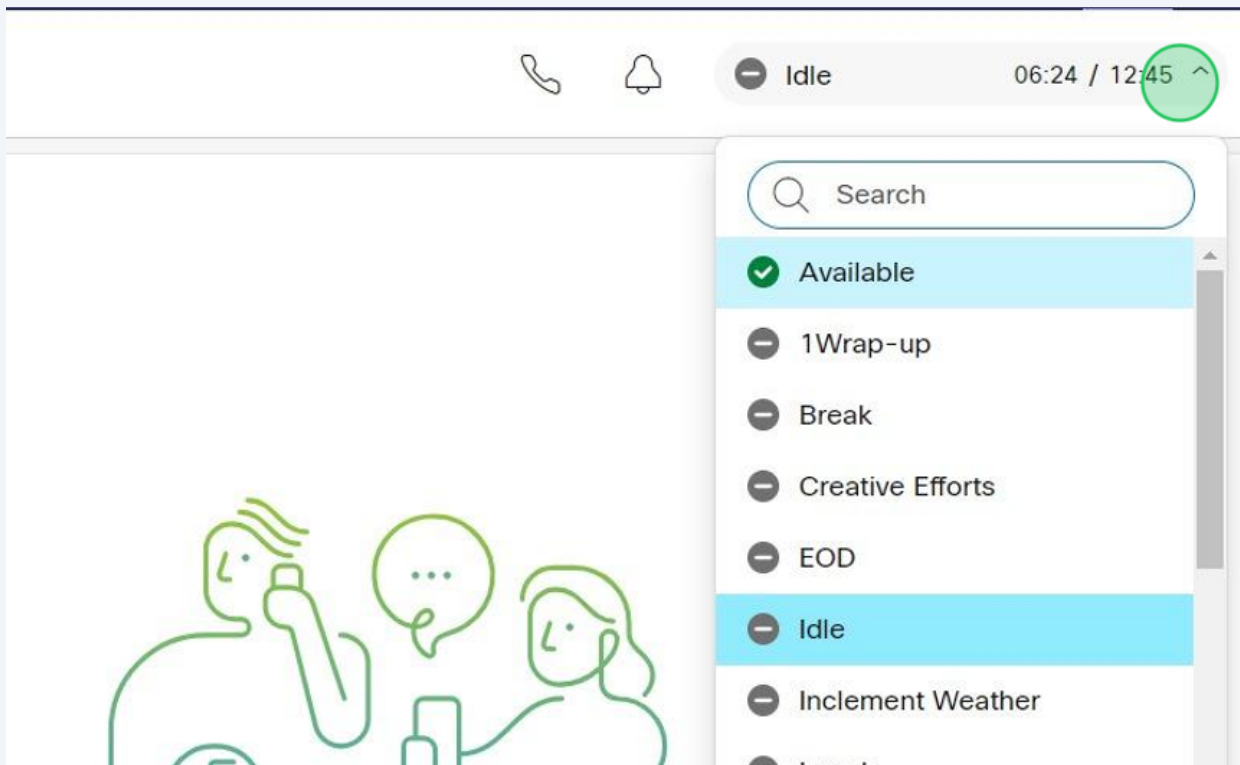 Idle 06:24 / 12:45
Search
Available
1Wrap-up
Break
Creative Efforts
EOD
Idle
Inclement Weather